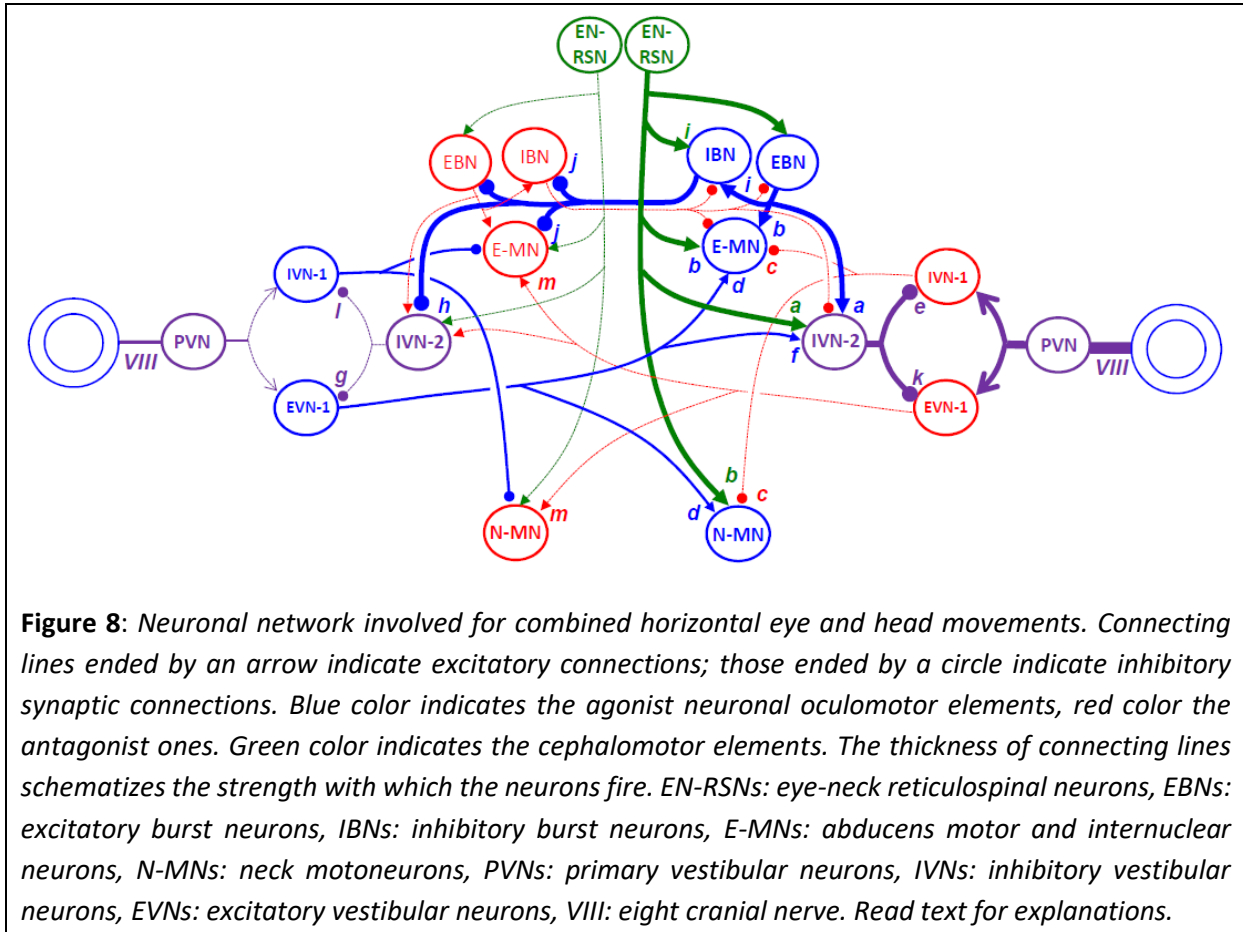 EN-
RSN
EN-
RSN
EBN
IBN
j
i
IBN
EBN
i
E-MN
j
m
E-MN
b
b
c
d
IVN-1
l
h
IVN-2
a
a
IVN-2
f
IVN-1
e
PVN
VIII
g
EVN-1
k
EVN-1
PVN
VIII
N-MN
m
b
c
d
N-MN
Figure 8: Neuronal network involved for combined horizontal eye and head movements. Connecting
lines ended by an arrow indicate excitatory connections; those ended by a circle indicate inhibitory
synaptic connections. Blue color indicates the agonist neuronal oculomotor elements, red color the
antagonist ones. Green color indicates the cephalomotor elements. The thickness of connecting lines
schematizes the strength with which the neurons fire. EN-RSNs: eye-neck reticulospinal neurons, EBNs:
excitatory burst neurons, IBNs: inhibitory burst neurons, E-MNs: abducens motor and internuclear
neurons, N-MNs: neck motoneurons, PVNs: primary vestibular neurons, IVNs: inhibitory vestibular
neurons, EVNs: excitatory vestibular neurons, VIII: eight cranial nerve. Read text for explanations.